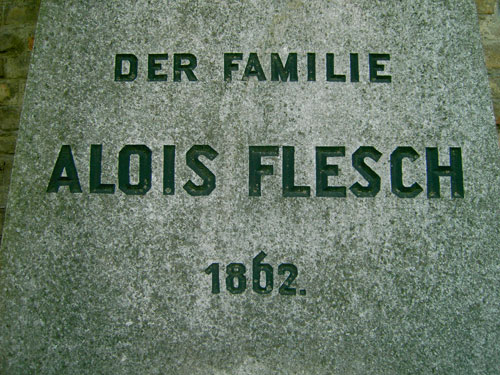 DER FAMILIE
ALOIS FLESCH
1862.